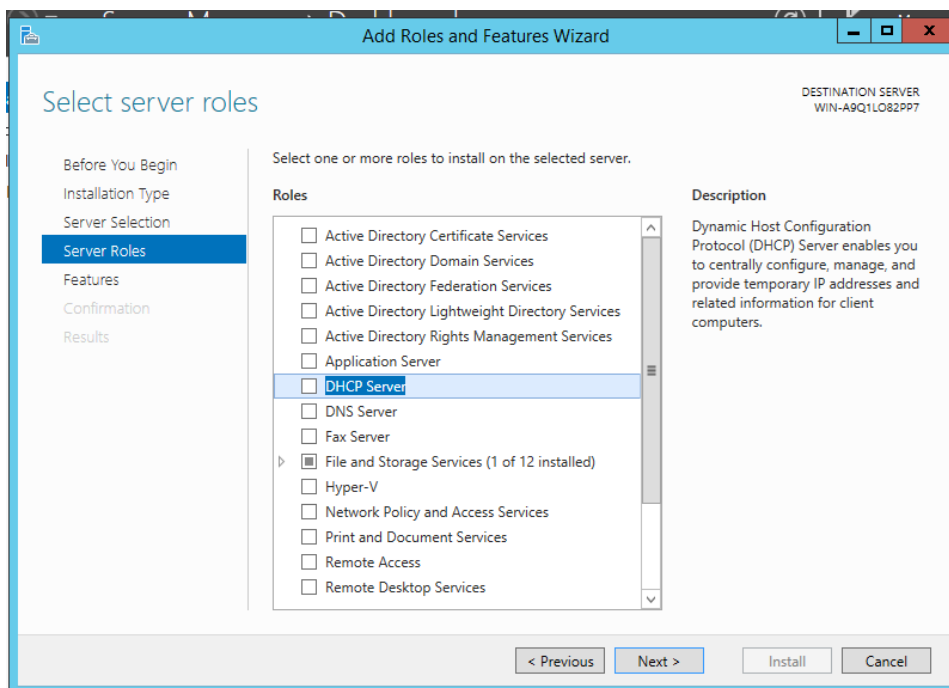 Add Roles and Features Wizard
Select server roles
DESTINATION SERVER
WIN-A9Q1LO82PP7
Before You Begin
Installation Type
Server Selection
Server Roles
Features
Confirmation
Results
Select one or more roles to install on the selected server.
Roles
Active Directory Certificate Services
Active Directory Domain Services
Active Directory Federation Services
Active Directory Lightweight Directory Services
Active Directory Rights Management Services
Application Server
DHCP Server
DNS Server
Fax Server
File and Storage Services (1 of 12 installed)
Hyper-V
Network Policy and Access Services
Print and Document Services
Remote Access
Remote Desktop Services
Description
Dynamic Host Configuration
Protocol (DHCP) Server enables you
to centrally configure, manage, and
provide temporary IP addresses and
related information for client
computers.
< Previous
Next >
Install
Cancel